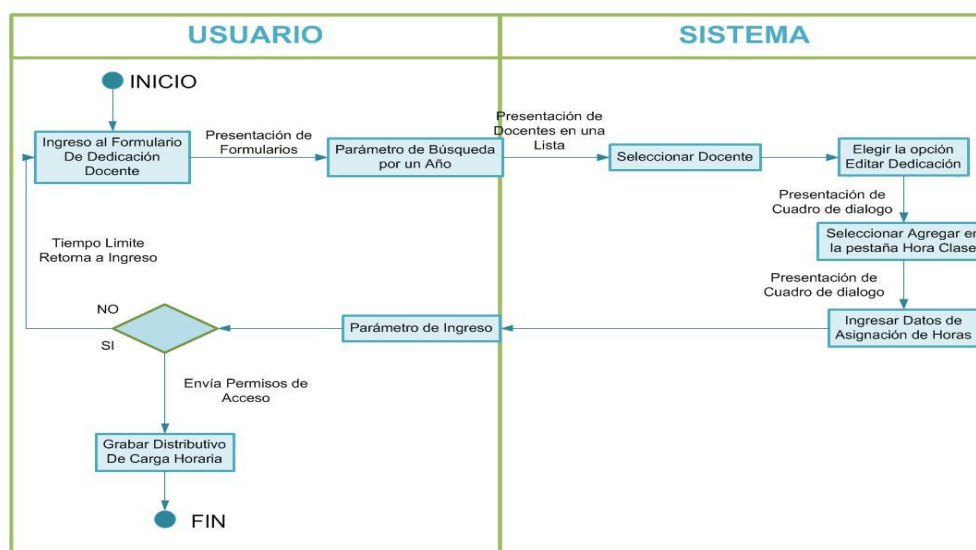 USUARIO
SISTEMA
INICIO
Ingreso al Formulario
De Dedicación
Docente
Presentación de
Formularios
Parámetro de Búsqueda
por un Año
Presentación de
Docentes en una
Lista
Seleccionar Docente
Elegir la opción
Editar Dedicación
Presentación de
Cuadro de dialogo
Seleccionar Agregar en
la pestaña Hora Clase
Presentación de
Cuadro de dialogo
Ingresar Datos de
Asignación de Horas
Parámetro de Ingreso
Tiempo Limite
Retorna a Ingreso
NO
SI
Envía Permisos de
Acceso
Grabar Distributivo
De Carga Horaria
FIN